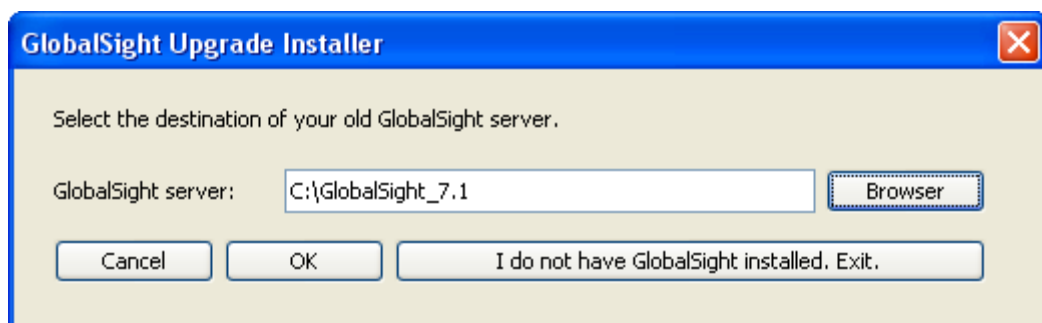 GlobalSight Upgrade Installer
Select the destination of your old GlobalSight server.
GlobalSight server: C:\GlobalSight_7.1 Browser
Cancel OK I do not have GlobalSight installed. Exit.